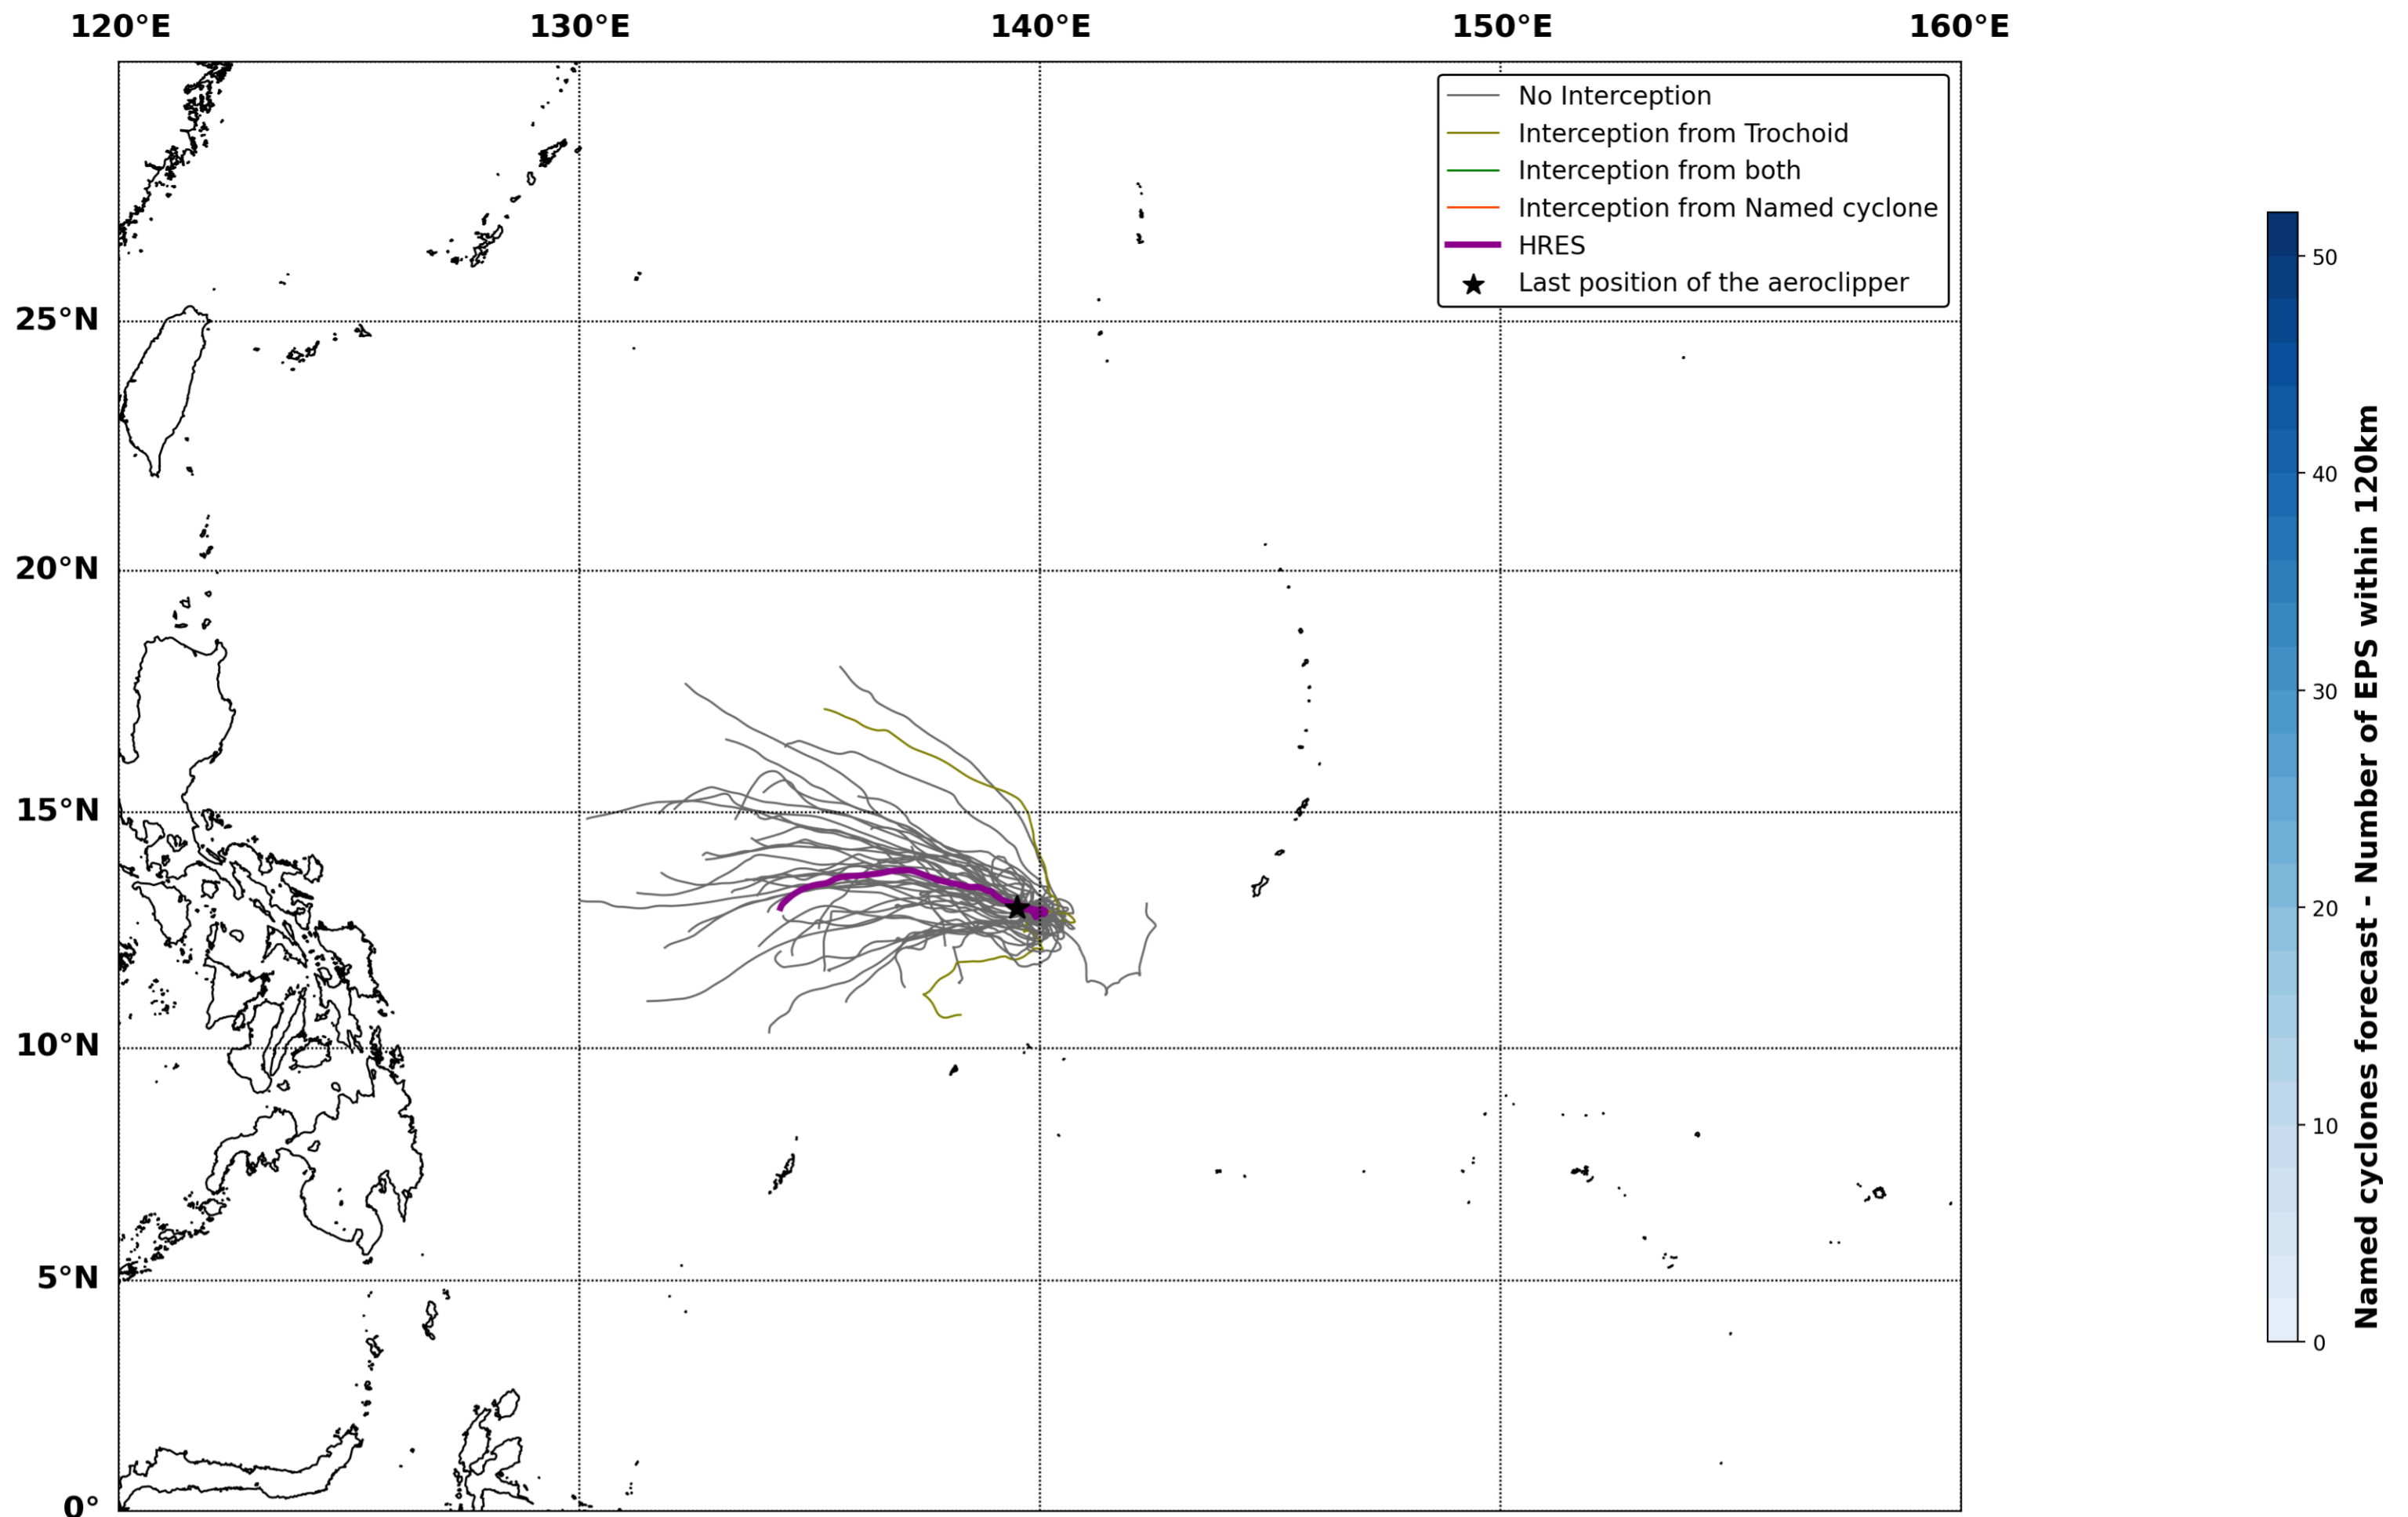 120°E 130°E 140°E 150°E 160°E
No Interception
Interception from Trochoid
Interception from both
Interception from Named cyclone
HRES
Last position of the aeroclipper
25°N
20°N
15°N
10°N
5°N
0°
50
40
30
20
10
0
Named cyclones forecast - Number of EPS within 120km